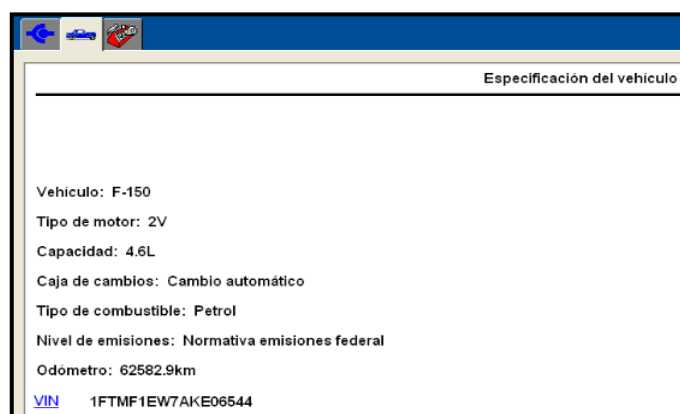 Especificación del vehículo
Vehículo: F-150
Tipo de motor: 2V
Capacidad: 4.6L
Caja de cambios: Cambio automático
Tipo de combustible: Petrol
Nivel de emisiones: Normativa emisiones federal
Odómetro: 62582.9km
VIN 1FTMF1EW7AKE06544